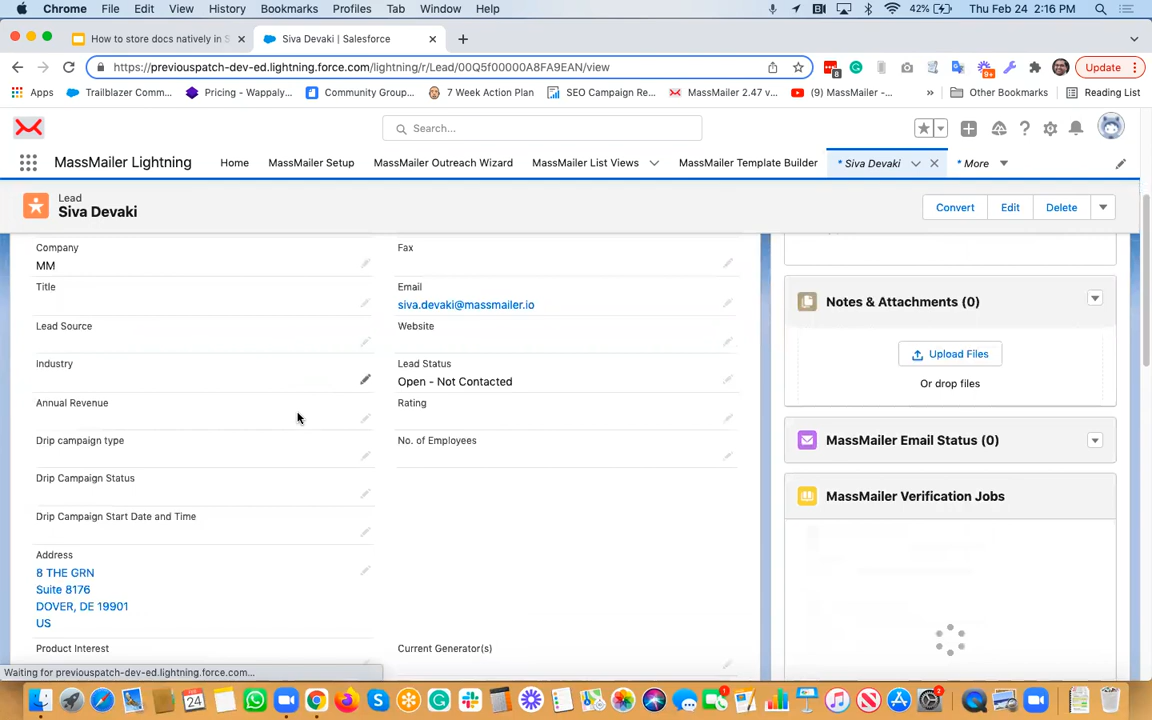 Chrome File Edit View History Bookmarks Profiles Tab Window Help 42% Thu Feb 24 2:16 PM
How to store docs natively in S Siva Devaki | Salesforce
https://previouspatch-dev-ed.lightning.force.com/lightning/r/Lead/00Q5f00000A8FA9EAN/view Update
Apps Trailblazer Comm... Pricing - Wappaly... Community Group... 7 Week Action Plan SEO Campaign Re... MassMailer 2.47 v... (9) MassMailer -... » Other Bookmarks Reading List
Search...
MassMailer Lightning Home MassMailer Setup MassMailer Outreach Wizard MassMailer List Views MassMailer Template Builder * Siva Devaki * More
Lead
Siva Devaki
Convert Edit Delete
Company
MM
Fax
Title
Email
siva.devaki@massmailer.io
Lead Source
Website
Industry
Lead Status
Open - Not Contacted
Annual Revenue
Rating
Drip campaign type
No. of Employees
Drip Campaign Status
Drip Campaign Start Date and Time
Address
8 THE GRN
Suite 8176
DOVER, DE 19901
US
Product Interest
Current Generator(s)
Notes & Attachments (0)
Upload Files
Or drop files
MassMailer Email Status (0)
MassMailer Verification Jobs
Waiting for previouspatch-dev-ed.lightning.force.com...